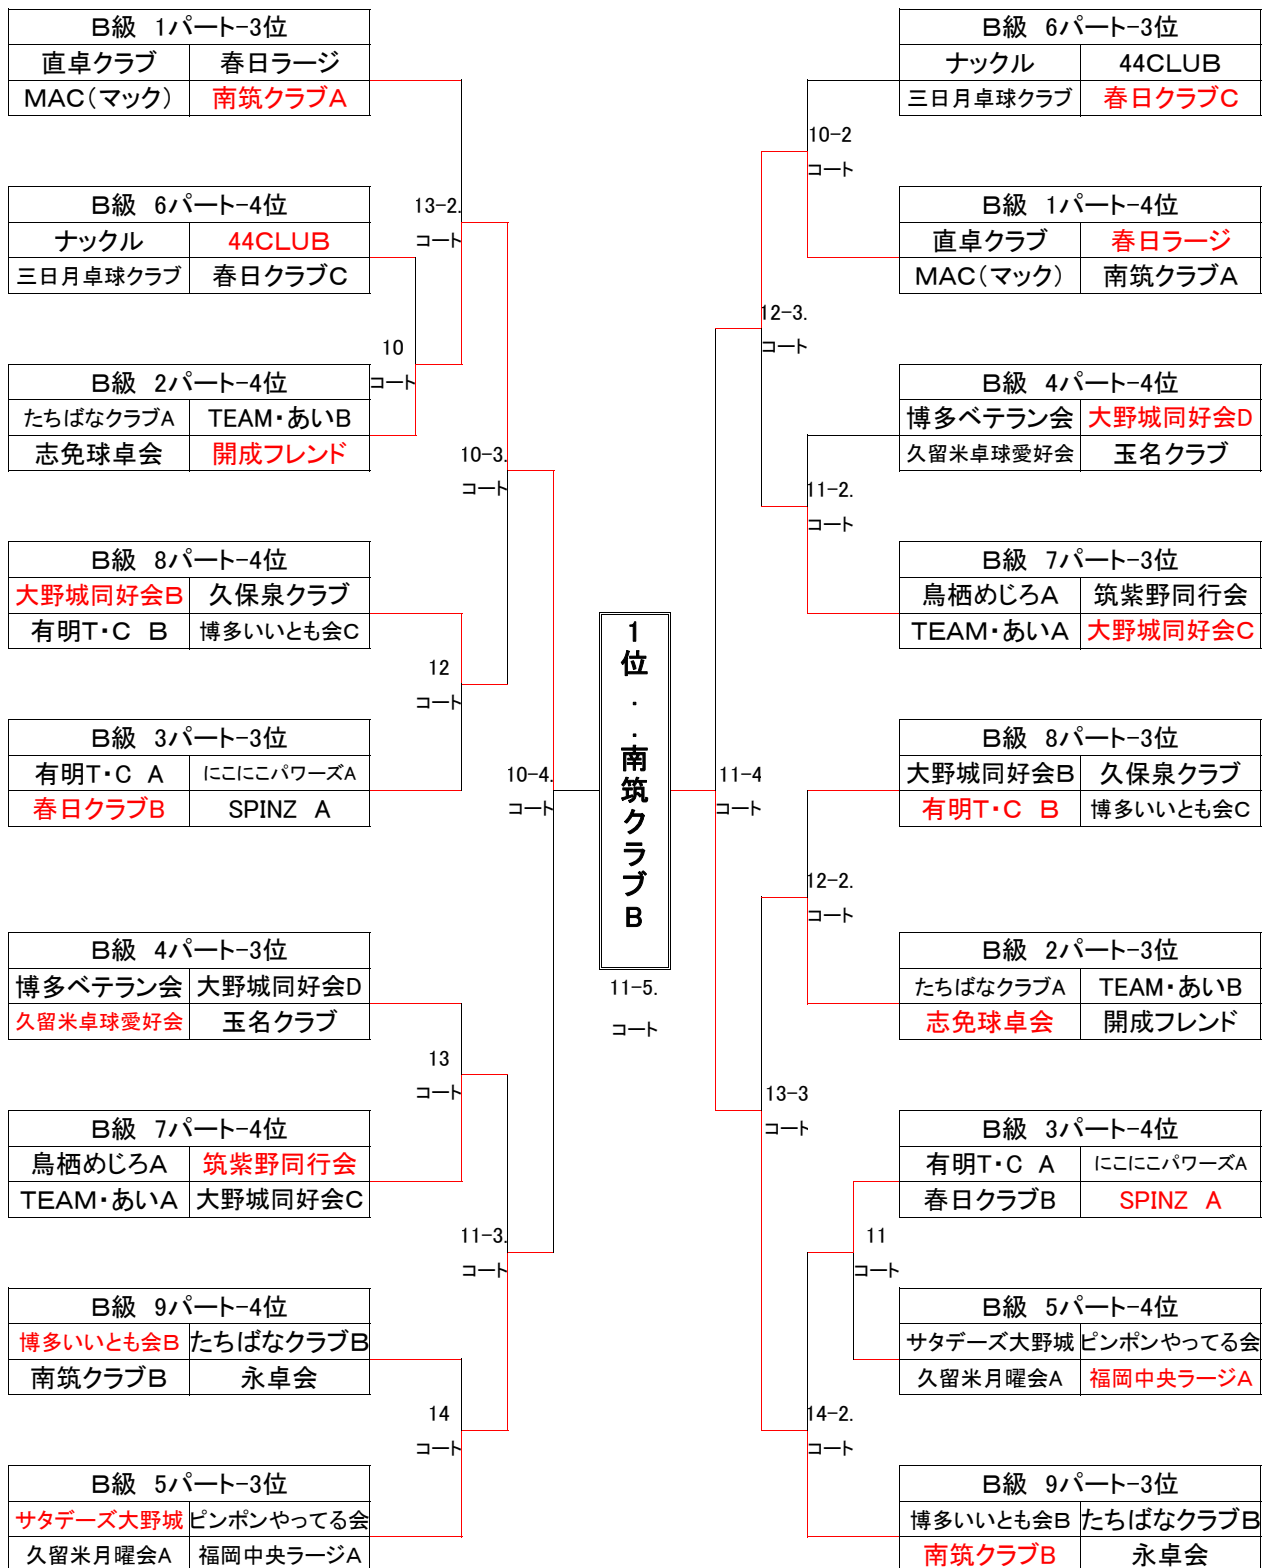 B級 1パート-3位
直卓クラブ 春日ラージ
MAC(マック) 南筑クラブA
B級 6パート-4位
ナックル 44CLUB
三日月卓球クラブ 春日クラブC
B級 2パート-4位
たちばなクラブA TEAM・あいB
志免球卓会 開成フレンド
B級 8パート-4位
大野城同好会B 久保泉クラブ
有明T・C B 博多いいとも会C
B級 3パート-3位
有明T・C A にこにこパワーズA
春日クラブB SPINZ A
B級 4パート-3位
博多ベテラン会 大野城同好会D
久留米卓球愛好会 玉名クラブ
B級 7パート-4位
鳥栖めじろA 筑紫野同行会
TEAM・あいA 大野城同好会C
B級 9パート-4位
博多いいとも会B たちばなクラブB
南筑クラブB 永卓会
B級 5パート-3位
サタデーズ大野城 ピンポンやってる会
久留米月曜会A 福岡中央ラージA
13-2.
コート
10
コート
10-3.
コート
12
コート
10-4.
コート
13
コート
11-3.
コート
14
コート
1位..南筑クラブB
11-5.
コート
10-2
コート
12-3.
コート
11-2.
コート
11-4
コート
12-2.
コート
13-3
コート
11
コート
14-2.
コート
B級 6パート-3位
ナックル 44CLUB
三日月卓球クラブ 春日クラブC
B級 1パート-4位
直卓クラブ 春日ラージ
MAC(マック) 南筑クラブA
B級 4パート-4位
博多ベテラン会 大野城同好会D
久留米卓球愛好会 玉名クラブ
B級 7パート-3位
鳥栖めじろA 筑紫野同行会
TEAM・あいA 大野城同好会C
B級 8パート-3位
大野城同好会B 久保泉クラブ
有明T・C B 博多いいとも会C
B級 2パート-3位
たちばなクラブA TEAM・あいB
志免球卓会 開成フレンド
B級 3パート-4位
有明T・C A にこにこパワーズA
春日クラブB SPINZ A
B級 5パート-4位
サタデーズ大野城 ピンポンやってる会
久留米月曜会A 福岡中央ラージA
B級 9パート-3位
博多いいとも会B たちばなクラブB
南筑クラブB 永卓会